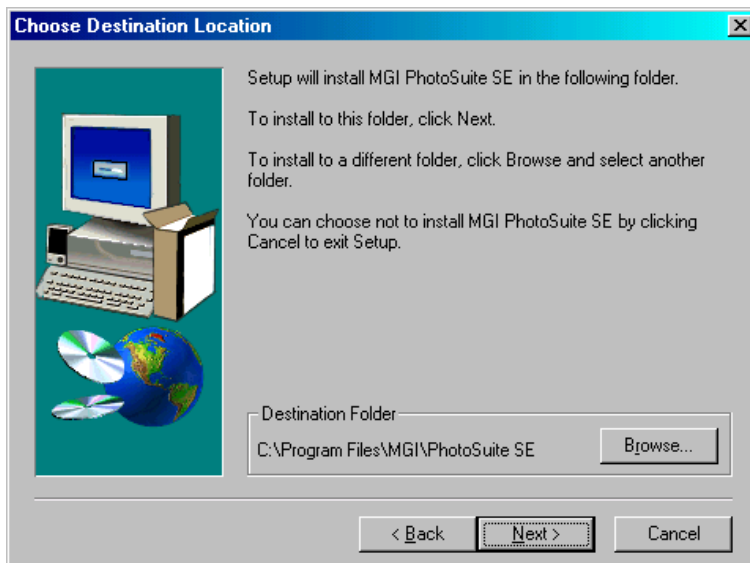 Choose Destination Location
Setup will install MGI PhotoSuite SE in the following folder.
To install to this folder, click Next.
To install to a different folder, click Browse and select another
folder.
You can choose not to install MGI PhotoSuite SE by clicking
Cancel to exit Setup.
Destination Folder
C:\Program Files\MGI\PhotoSuite SE
Browse...
< Back
Next >
Cancel